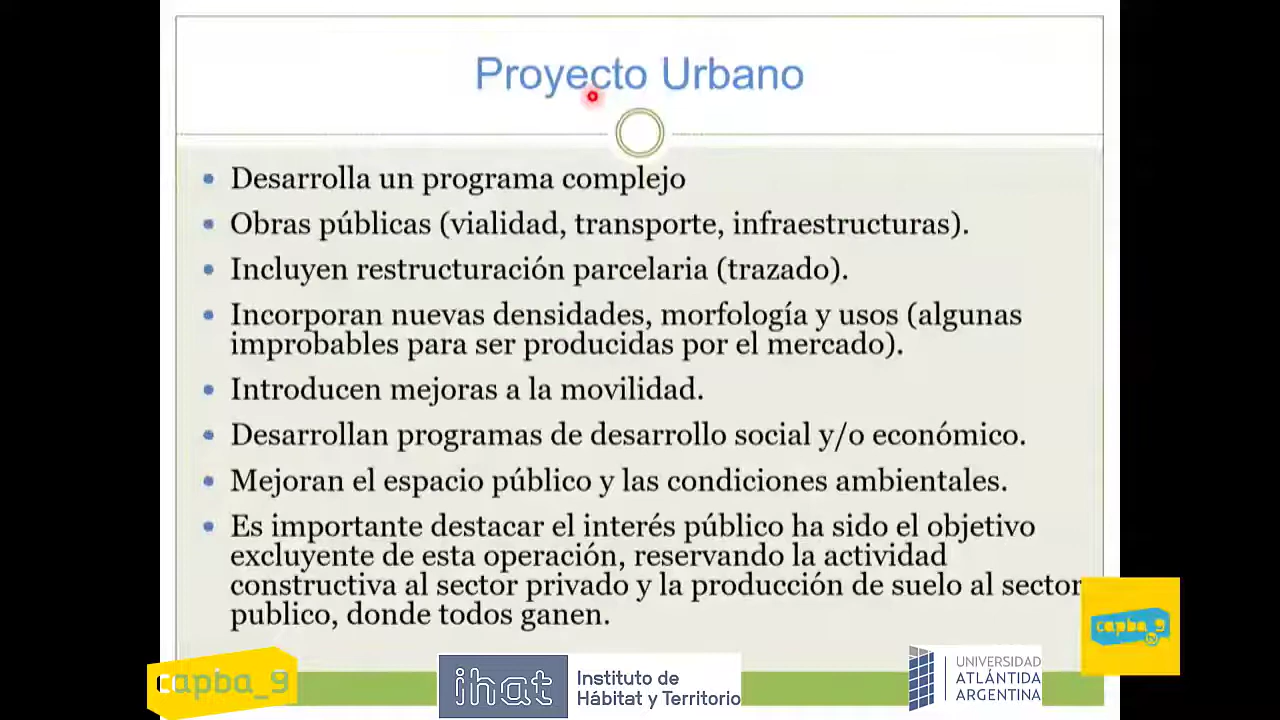 Proyecto Urbano
Desarrolla un programa complejo
Obras públicas (vialidad, transporte, infraestructuras).
Incluyen restructuración parcelaria (trazado).
Incorporan nuevas densidades, morfología y usos (algunas
improbables para ser producidas por el mercado).
Introducen mejoras a la movilidad.
Desarrollan programas de desarrollo social y/o económico.
Mejoran el espacio público y las condiciones ambientales.
Es importante destacar el interés público ha sido el objetivo
excluyente de esta operación, reservando la actividad
constructiva al sector privado y la producción de suelo al sector
publico, donde todos ganen.
capba_9
tv
capba_9
ihat
Instituto de
Hábitat y Territorio
UNIVERSIDAD
ATLÁNTIDA
ARGENTINA